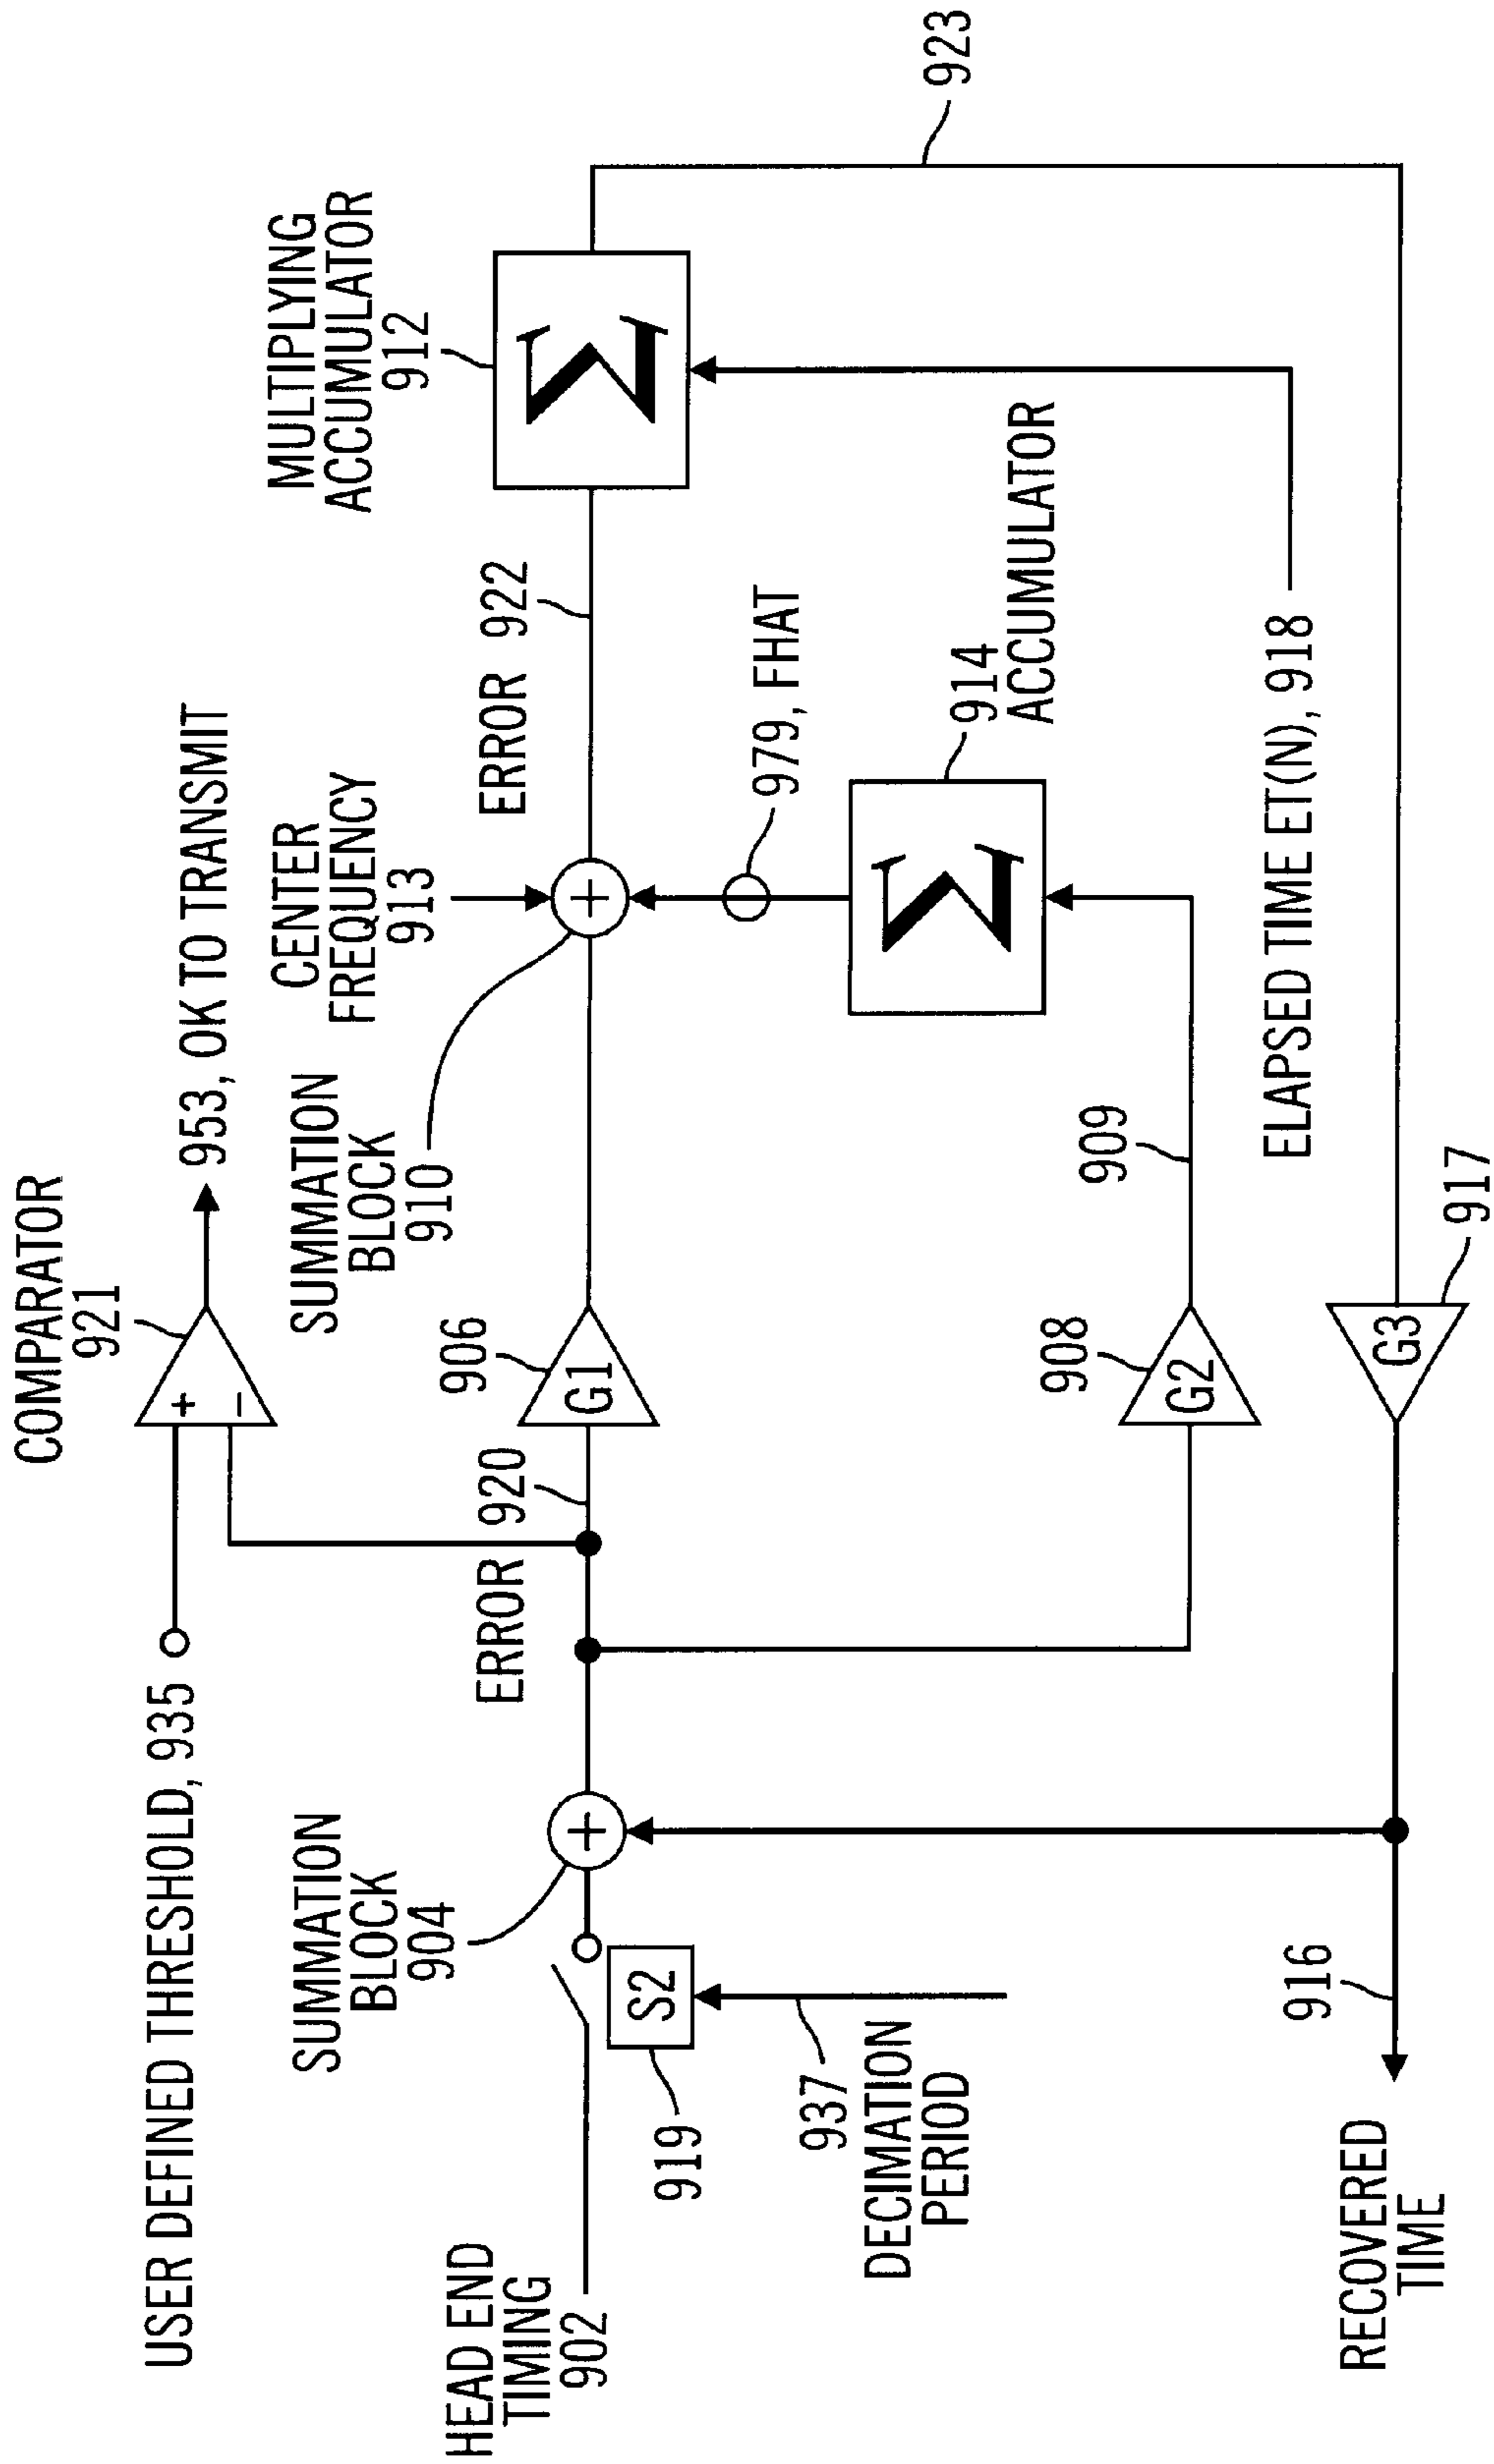 COMPARATOR
921
953, OK TO TRANSMIT
USER DEFINED THRESHOLD, 935
+
−
SUMMATION
BLOCK
910
CENTER
FREQUENCY
913
MULTIPLYING
ACCUMULATOR
912
Σ
923
SUMMATION
BLOCK
904
+
ERROR
920
906
G1
+
ERROR
922
HEAD END
TIMING
902
S2
919
937
DECIMATION
PERIOD
979, FHAT
914
ACCUMULATOR
Σ
908
G2
909
ELAPSED TIME ET(N), 918
RECOVERED
TIME
916
G3
917